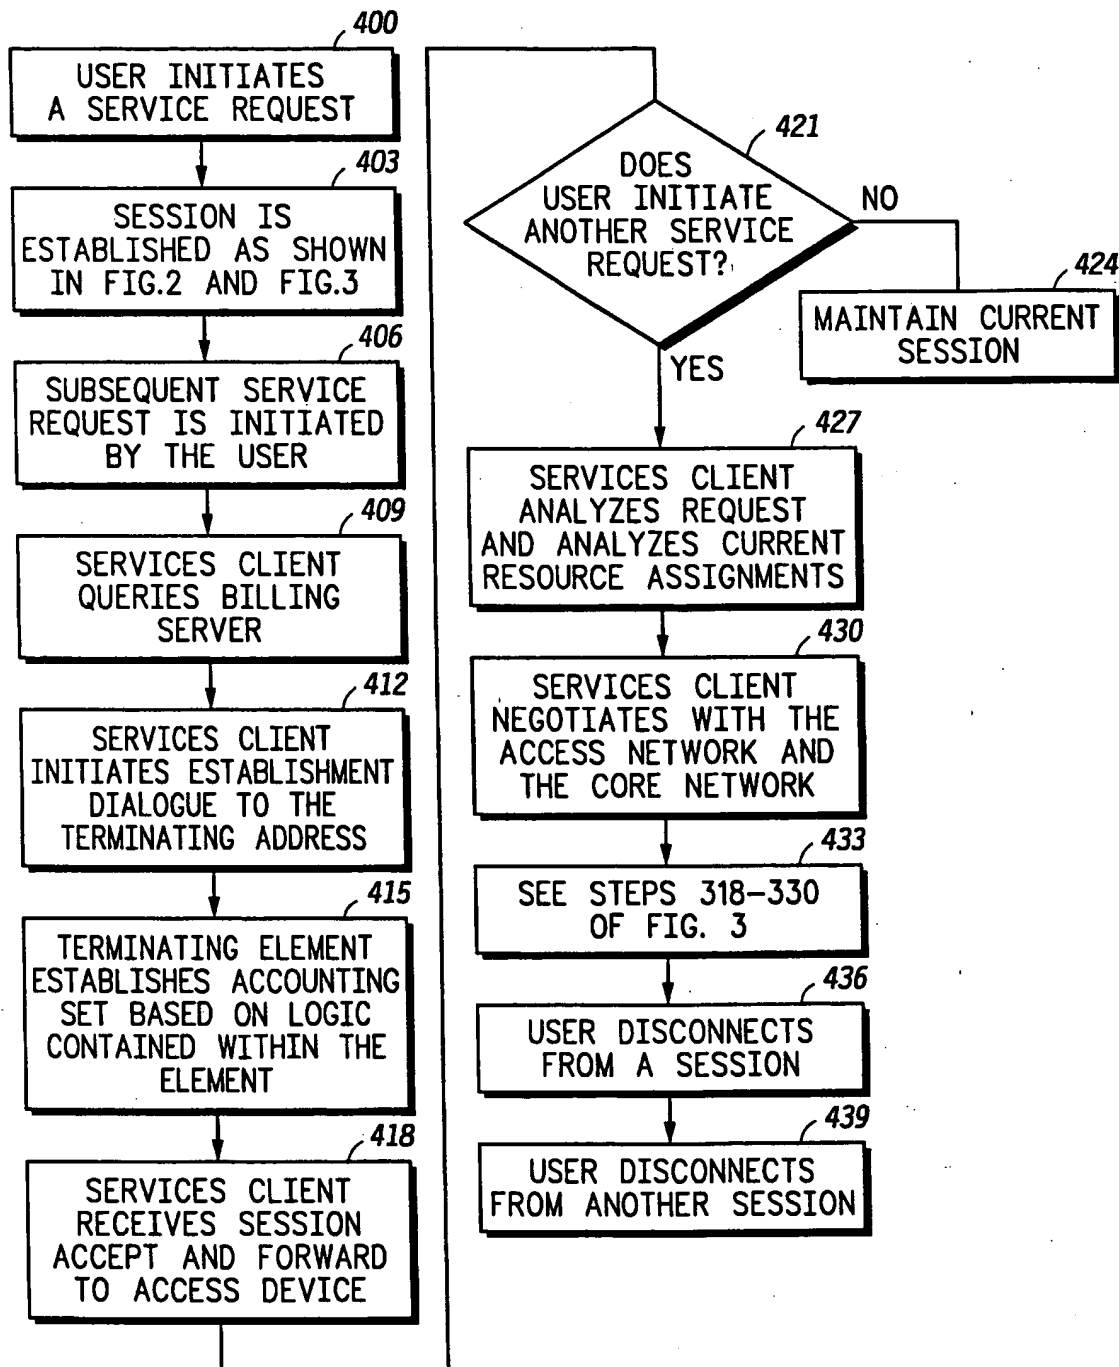 400
USER INITIATES
A SERVICE REQUEST
403
SESSION IS
ESTABLISHED AS SHOWN
IN FIG.2 AND FIG.3
406
SUBSEQUENT SERVICE
REQUEST IS INITIATED
BY THE USER
409
SERVICES CLIENT
QUERIES BILLING
SERVER
412
SERVICES CLIENT
INITIATES ESTABLISHMENT
DIALOGUE TO THE
TERMINATING ADDRESS
415
TERMINATING ELEMENT
ESTABLISHES ACCOUNTING
SET BASED ON LOGIC
CONTAINED WITHIN THE
ELEMENT
418
SERVICES CLIENT
RECEIVES SESSION
ACCEPT AND FORWARD
TO ACCESS DEVICE
421
DOES
USER INITIATE
ANOTHER SERVICE
REQUEST?
NO
424
MAINTAIN CURRENT
SESSION
YES
427
SERVICES CLIENT
ANALYZES REQUEST
AND ANALYZES CURRENT
RESOURCE ASSIGNMENTS
430
SERVICES CLIENT
NEGOTIATES WITH THE
ACCESS NETWORK AND
THE CORE NETWORK
433
SEE STEPS 318-330
OF FIG. 3
436
USER DISCONNECTS
FROM A SESSION
439
USER DISCONNECTS
FROM ANOTHER SESSION